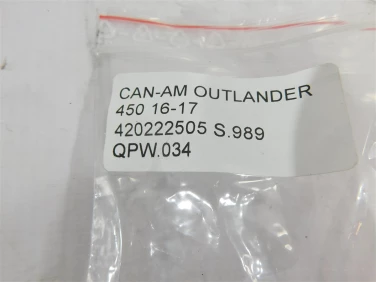 CAN-AM OUTLANDER
450 16-17
420222505 S.989
QPW.034